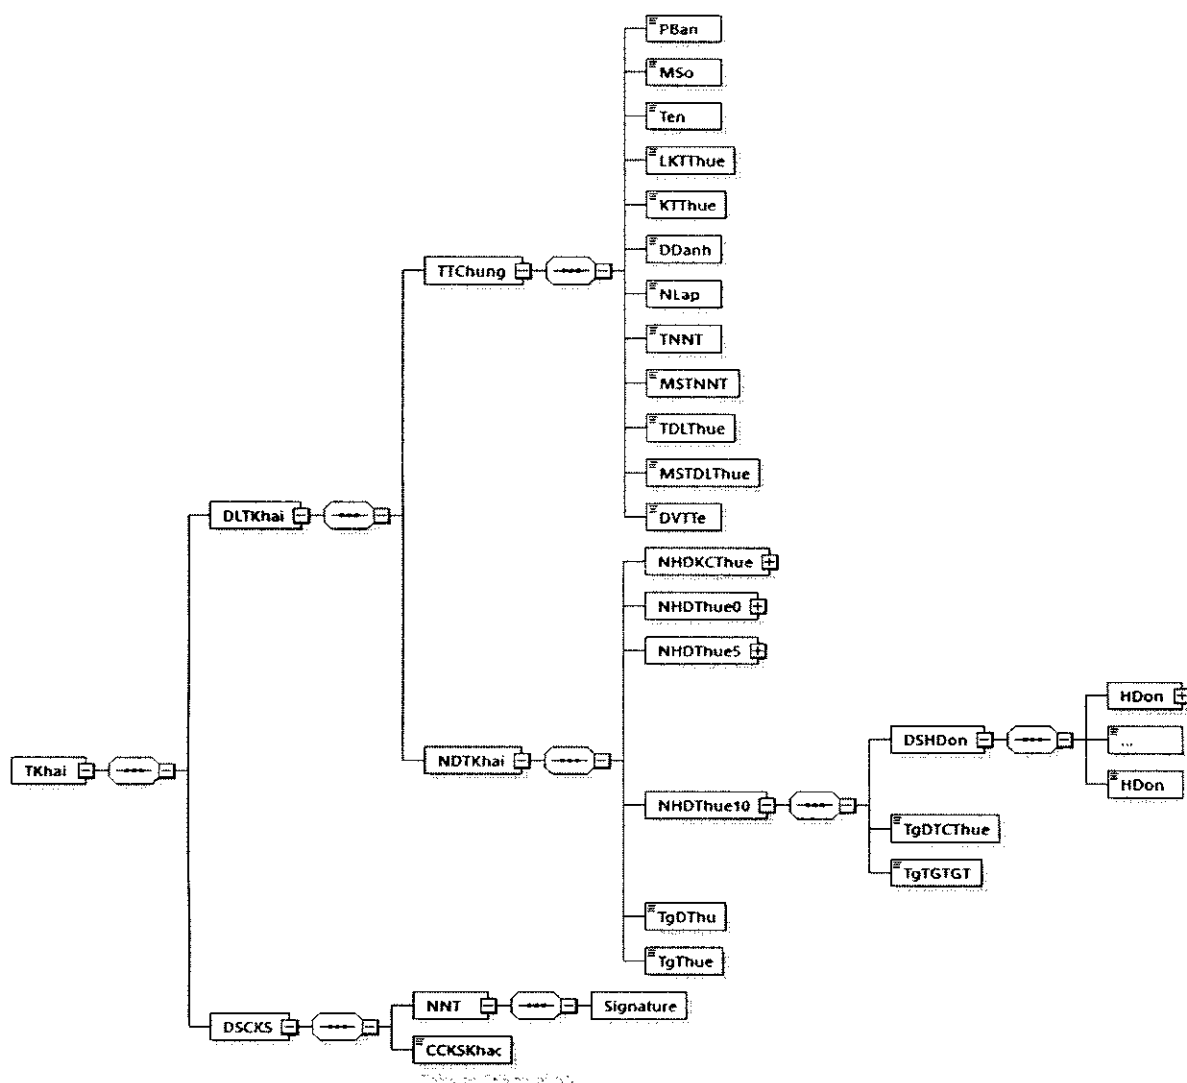 PBan
MSo
Ten
LKTThue
KTThue
DDanh
NLap
TNNT
MSTNNT
TDLThue
MSTDLThue
DVTTe
TTChung
DLTKhai
NHDKCThue
NHDThue0
NHDThue5
NHDThue10
DSHDon
HDon
...
HDon
TgDTCThue
TgTGTGT
NDTKhai
TKhai
TgDThu
TgThue
DSCKS
NNT
Signature
CCKSKhac